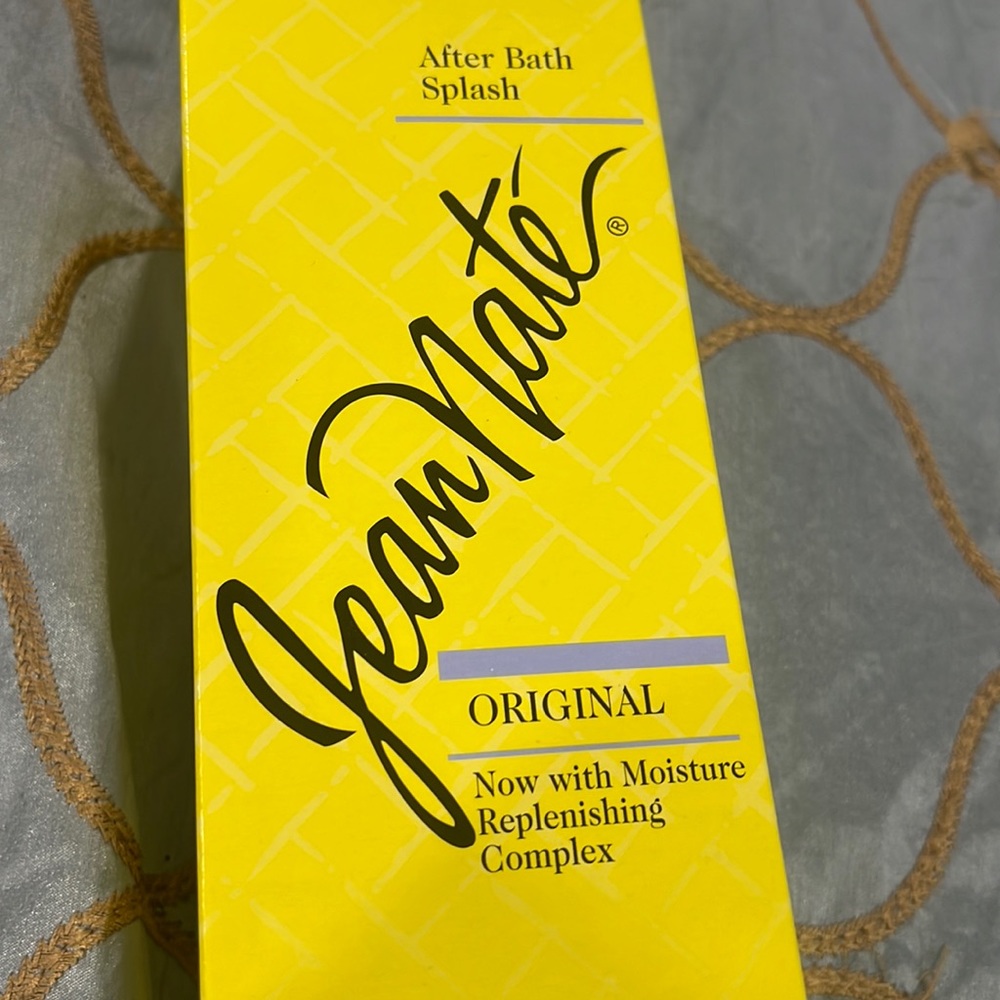 After Bath
Splash
Jean Naté®
ORIGINAL
Now with Moisture
Replenishing
Complex